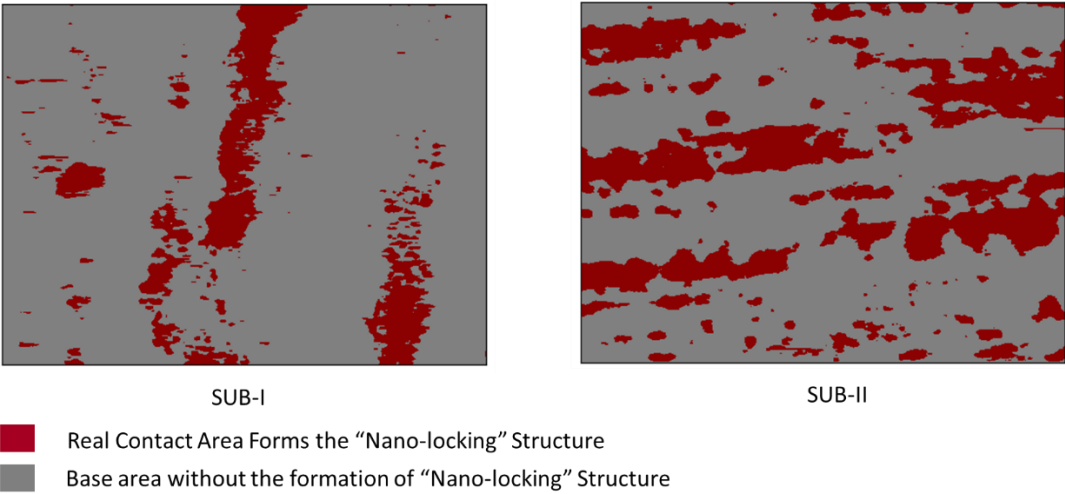 SUB-I
SUB-II
Real Contact Area Forms the “Nano-locking” Structure
Base area without the formation of “Nano-locking” Structure